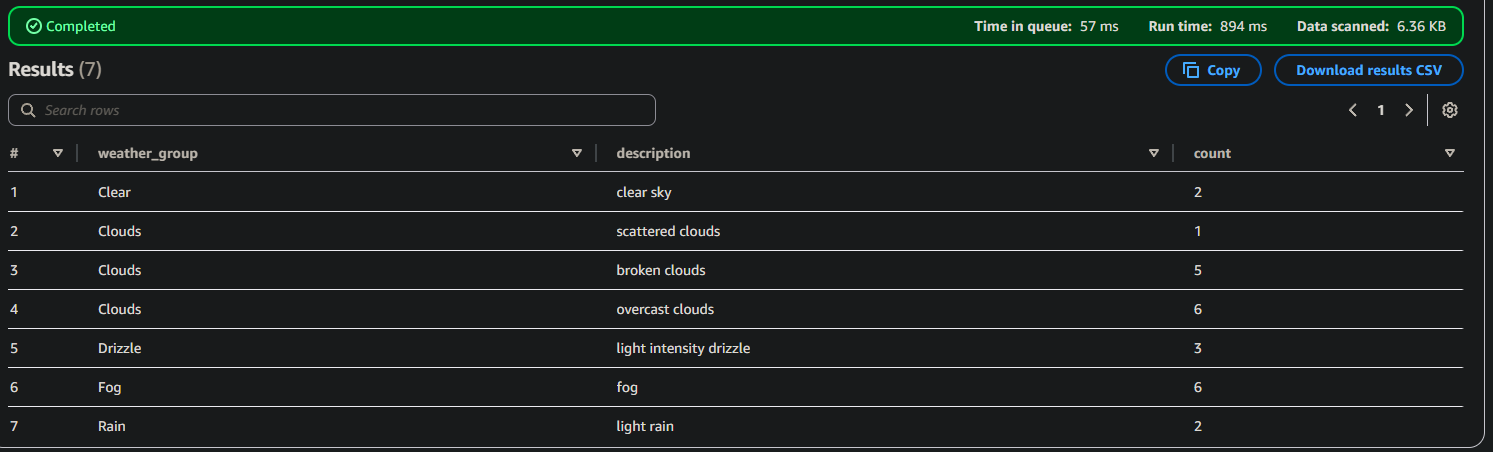 Completed Time in queue: 57 ms Run time: 894 ms Data scanned: 6.36 KB
Results (7) Copy Download results CSV
Search rows 1
# weather_group description count
1 Clear clear sky 2
2 Clouds scattered clouds 1
3 Clouds broken clouds 5
4 Clouds overcast clouds 6
5 Drizzle light intensity drizzle 3
6 Fog fog 6
7 Rain light rain 2